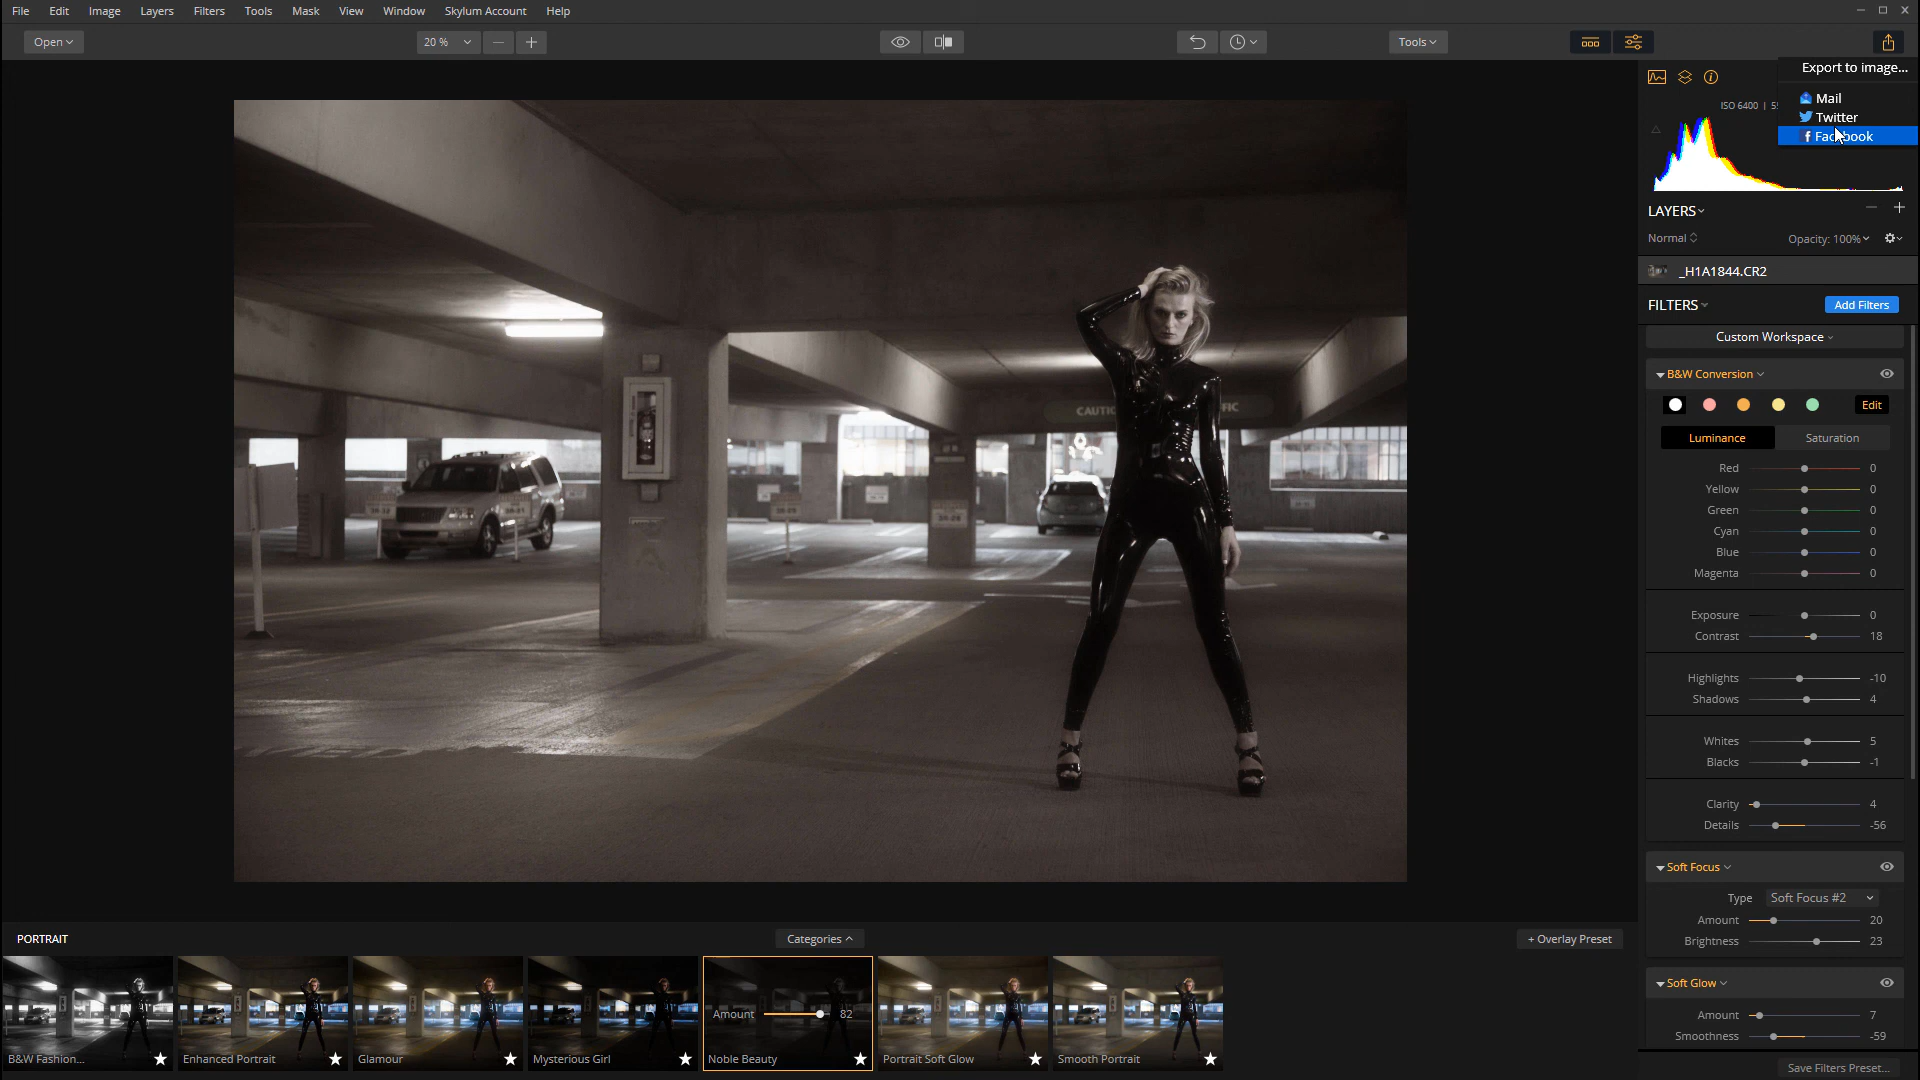 File Edit Image Layers Filters Tools Mask View Window Skylum Account Help
Open 20 % Tools
Export to image...
ISO 6400 |
Mail
Twitter
Facebook
LAYERS
Normal Opacity: 100%
_H1A1844.CR2
FILTERS Add Filters
Custom Workspace
B&W Conversion
Edit
Luminance Saturation
Red 0
Yellow 0
Green 0
Cyan 0
Blue 0
Magenta 0
Exposure 0
Contrast 18
Highlights -10
Shadows 4
Whites 5
Blacks -1
Clarity 4
Details -56
Soft Focus
Type Soft Focus #2
Amount 20
Brightness 23
Soft Glow
Amount 7
Smoothness -59
Save Filters Preset...
PORTRAIT Categories + Overlay Preset
Amount 82
B&W Fashion... Enhanced Portrait Glamour Mysterious Girl Noble Beauty Portrait Soft Glow Smooth Portrait